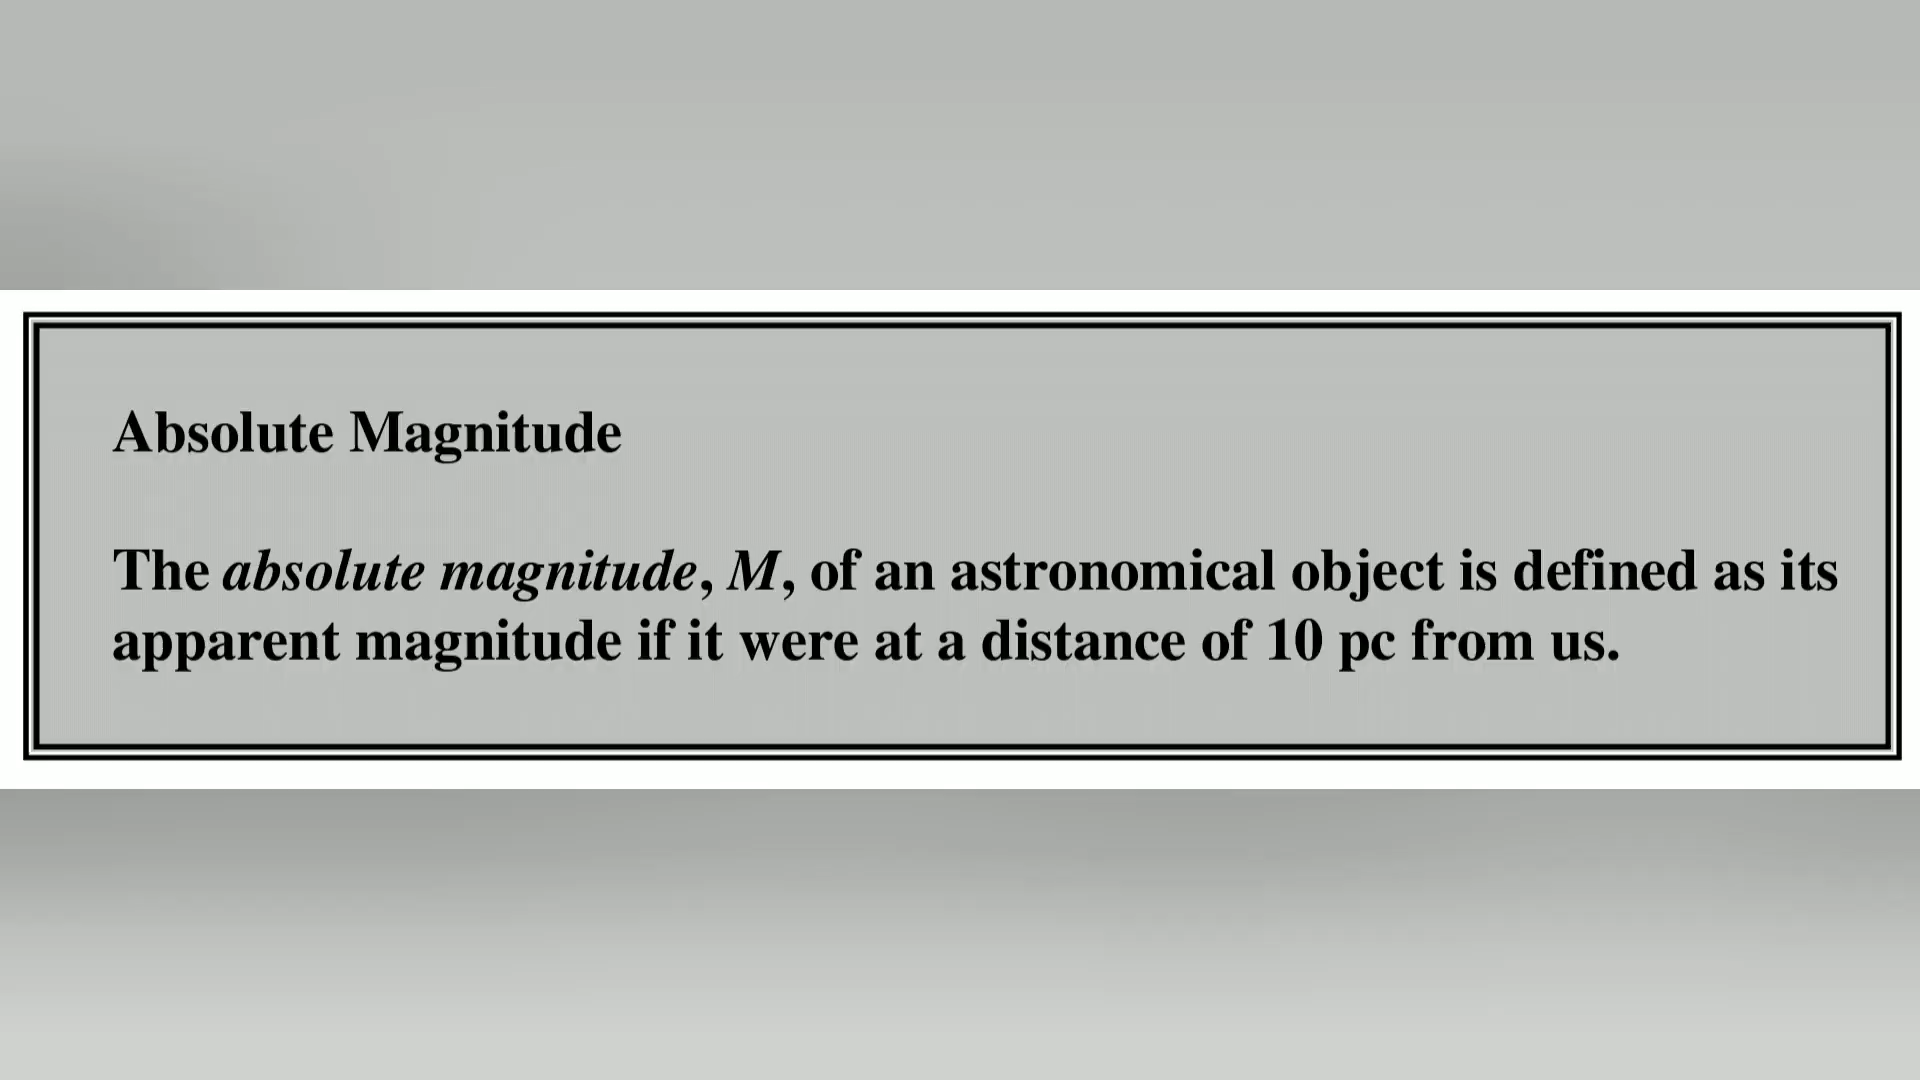 Absolute Magnitude
The absolute magnitude, M, of an astronomical object is defined as its
apparent magnitude if it were at a distance of 10 pc from us.